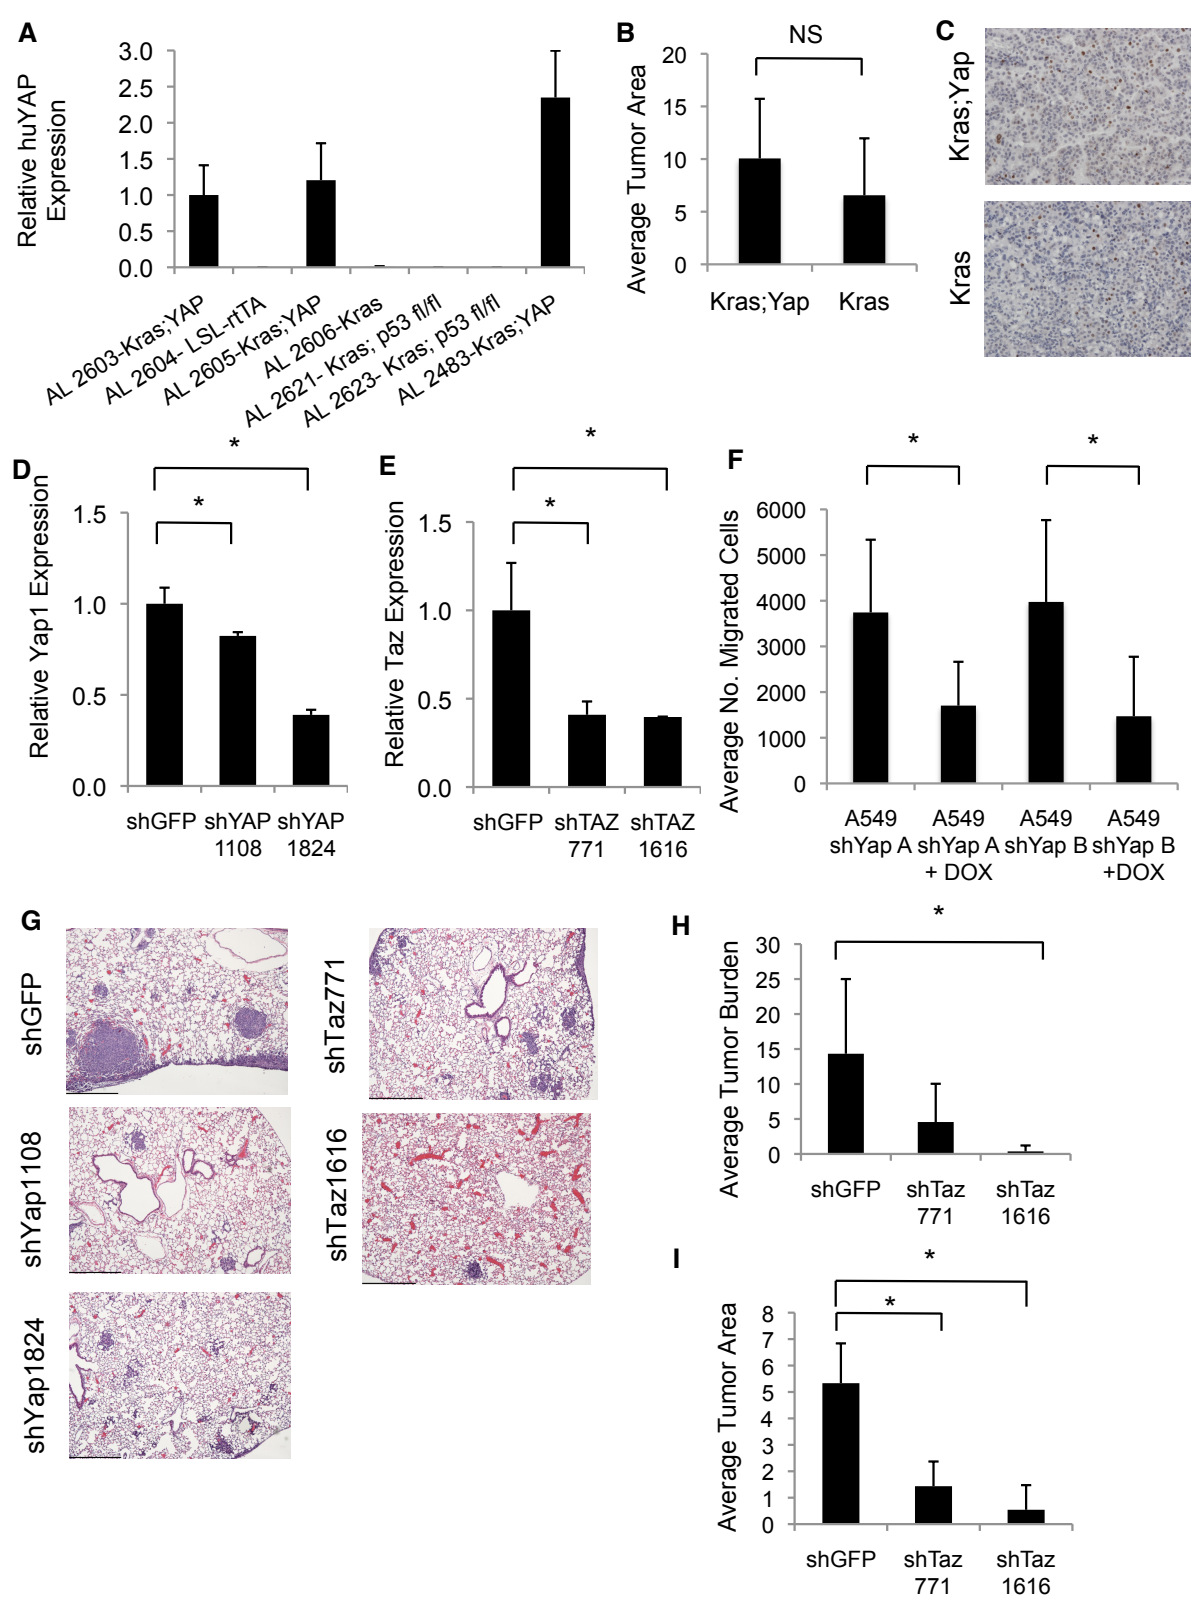 A
Relative huYAP
Expression
3.0
2.5
2.0
1.5
1.0
0.5
0.0
AL 2603-Kras;YAP
AL 2604- LSL-rtTA
AL 2605-Kras;YAP
AL 2606-Kras
AL 2621- Kras; p53 fl/fl
AL 2623- Kras; p53 fl/fl
AL 2483-Kras;YAP
B
NS
Average Tumor Area
20
15
10
5
0
Kras;Yap Kras
C
Kras;Yap
Kras
D
*
*
Relative Yap1 Expression
1.5
1.0
0.5
0.0
shGFP shYAP shYAP
1108 1824
E
*
*
Relative Taz Expression
1.5
1.0
0.5
0.0
shGFP shTAZ shTAZ
771 1616
F
* *
Average No. Migrated Cells
6000
5000
4000
3000
2000
1000
0
A549 A549 A549 A549
shYap A shYap A shYap B shYap B
+ DOX +DOX
G
shGFP
shYap1108
shYap1824
shTaz771
shTaz1616
H
*
Average Tumor Burden
30
25
20
15
10
5
0
shGFP shTaz shTaz
771 1616
I
*
*
Average Tumor Area
8
7
6
5
4
3
2
1
0
shGFP shTaz shTaz
771 1616